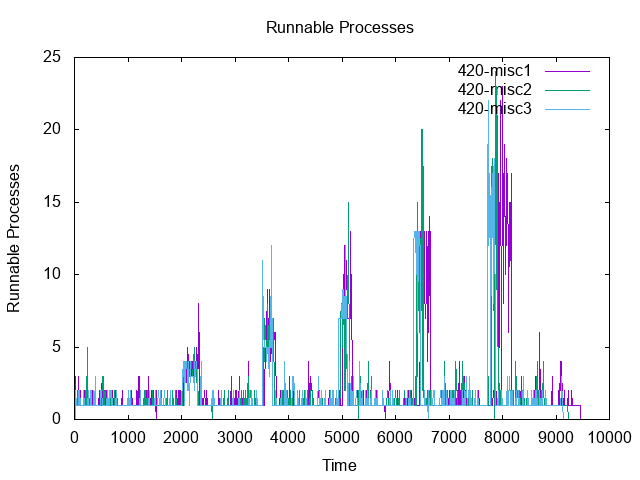 Runnable Processes
25
20
15
10
5
0
Runnable Processes
420-misc1
420-misc2
420-misc3
0 1000 2000 3000 4000 5000 6000 7000 8000 9000 10000
Time